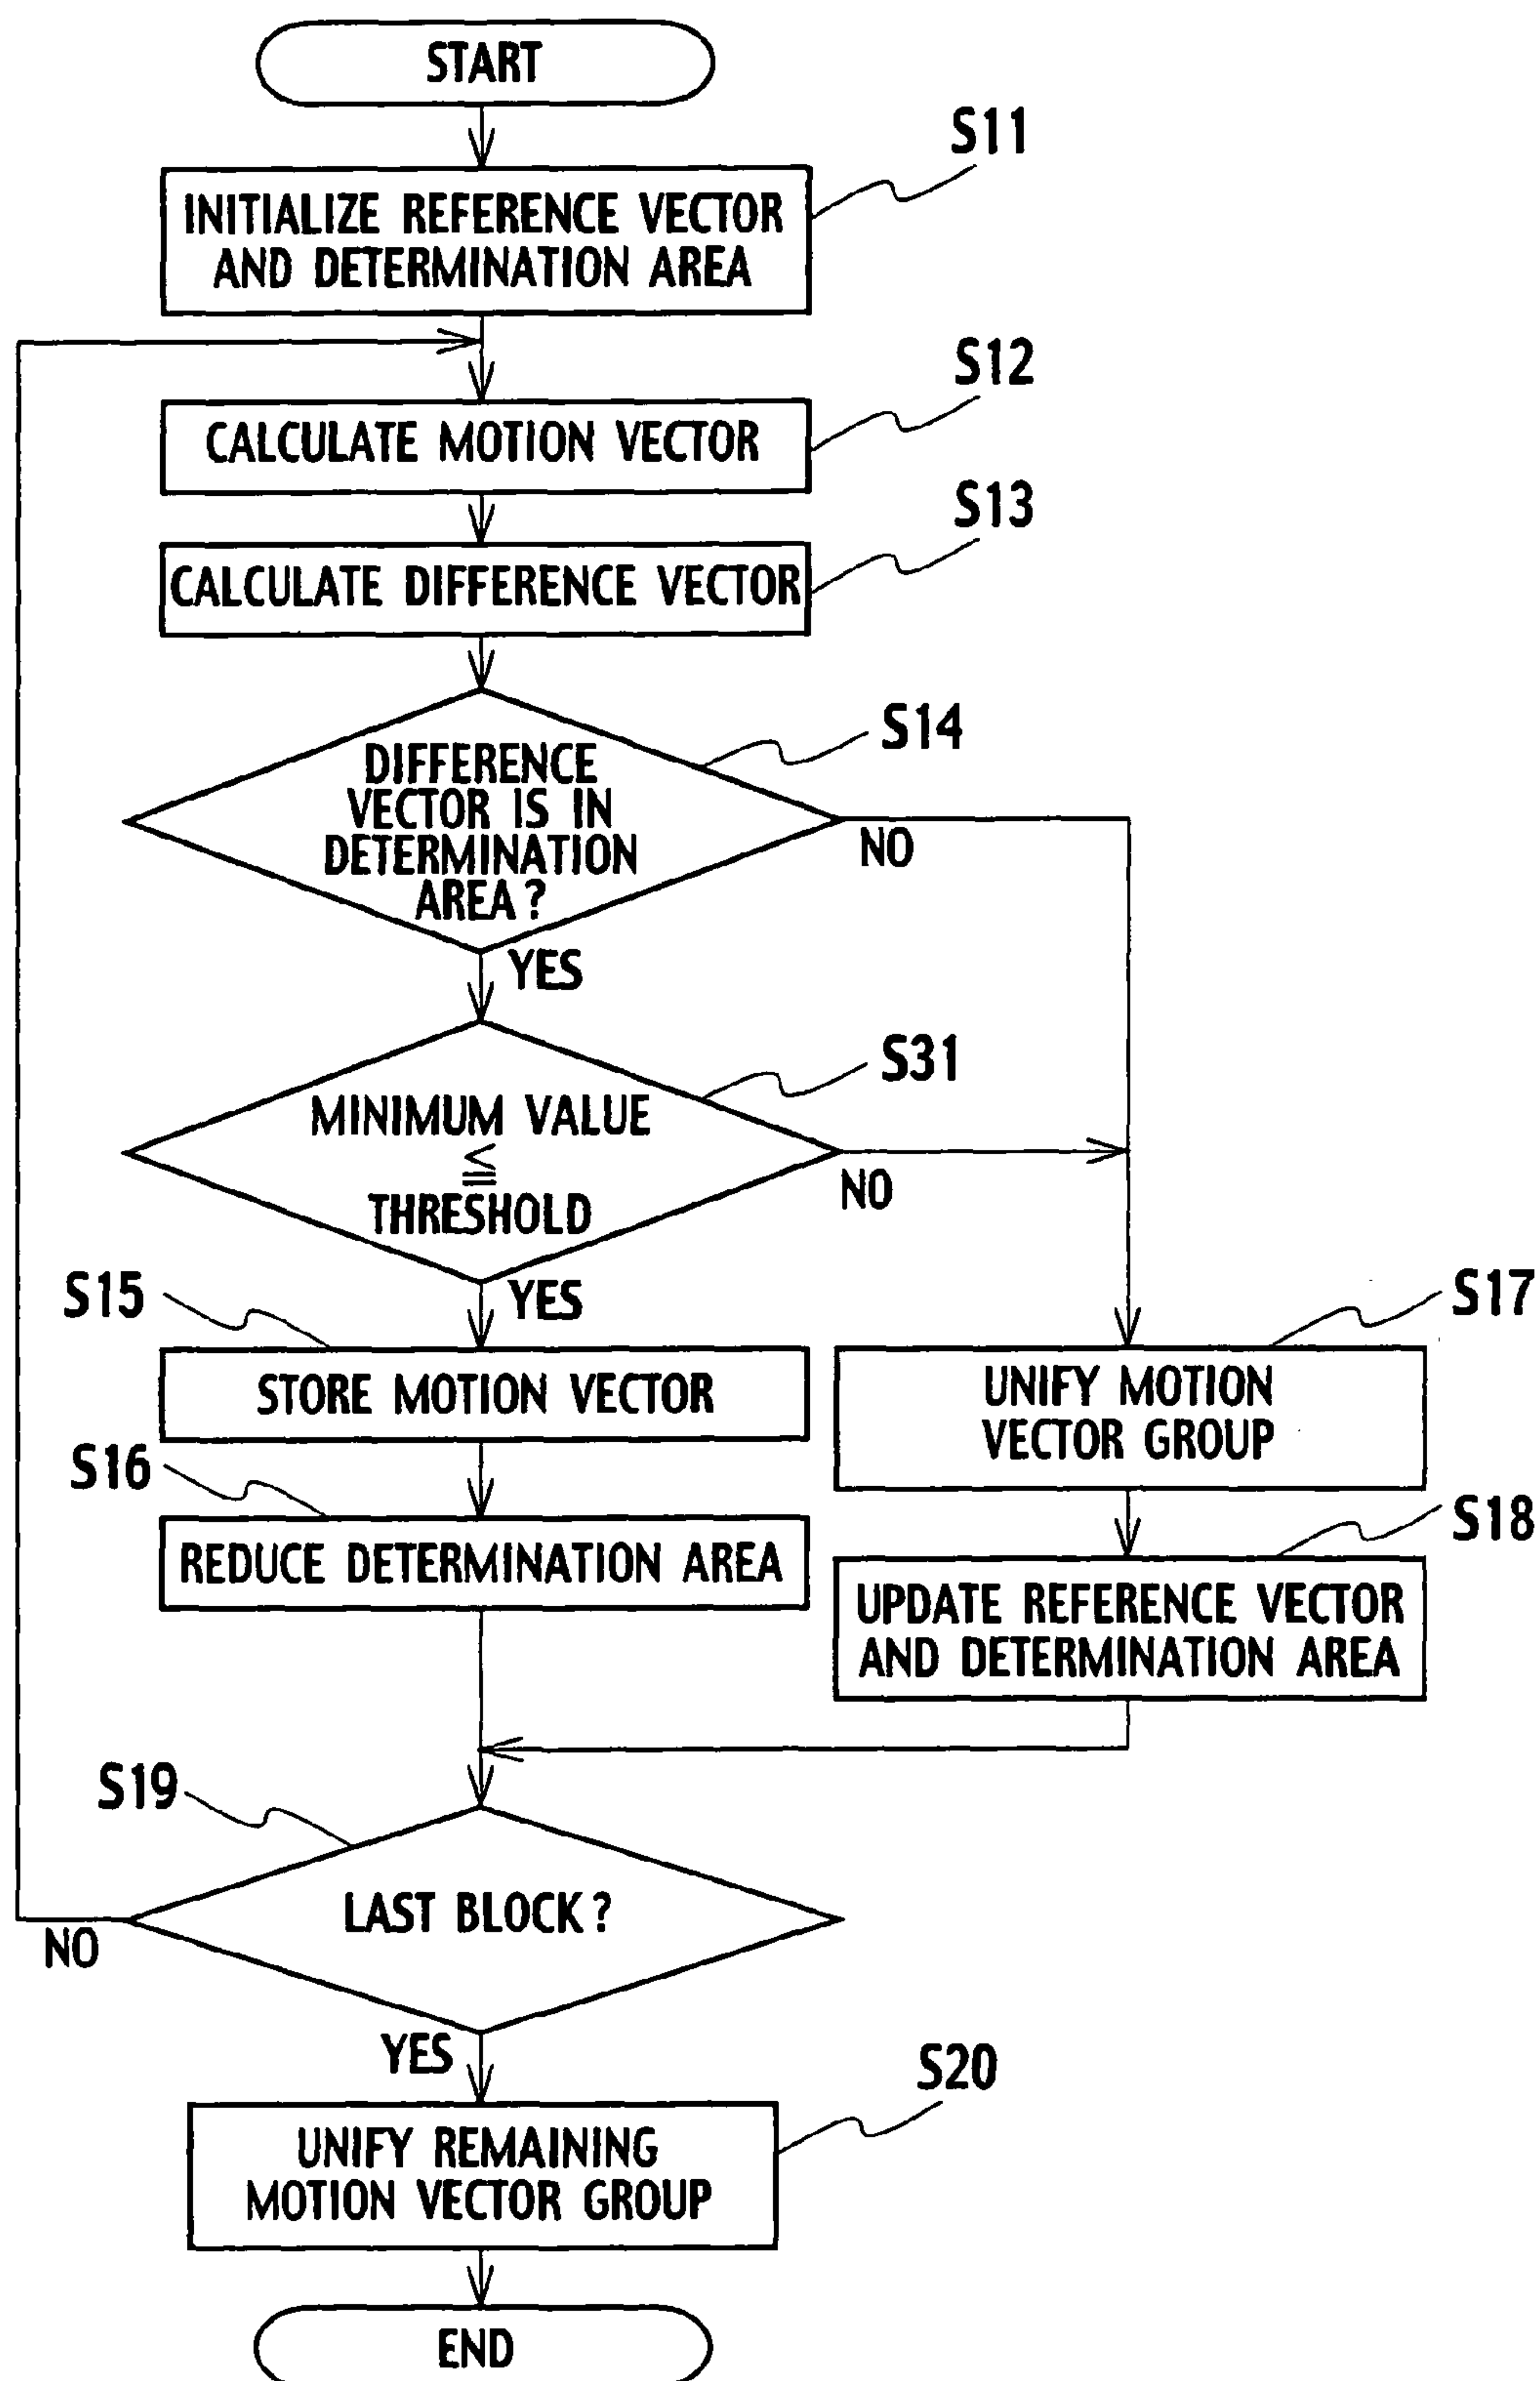 START
S11
INITIALIZE REFERENCE VECTOR
AND DETERMINATION AREA
S12
CALCULATE MOTION VECTOR
S13
CALCULATE DIFFERENCE VECTOR
S14
DIFFERENCE
VECTOR IS IN
DETERMINATION
AREA?
NO
YES
S31
MINIMUM VALUE
≦
THRESHOLD
NO
YES
S15
STORE MOTION VECTOR
S16
REDUCE DETERMINATION AREA
S17
UNIFY MOTION
VECTOR GROUP
S18
UPDATE REFERENCE VECTOR
AND DETERMINATION AREA
S19
LAST BLOCK?
NO
YES
S20
UNIFY REMAINING
MOTION VECTOR GROUP
END